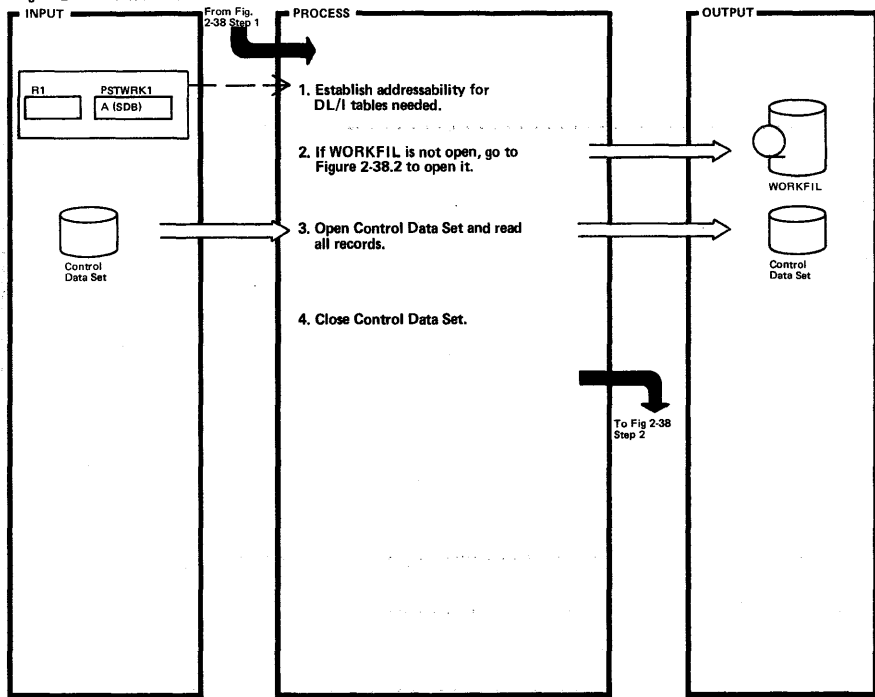 INPUT
From Fig.
2-38 Step 1
PROCESS
OUTPUT
R1
PSTWRK1
A (SDB)
1. Establish addressability for
DL/I tables needed.
2. If WORKFIL is not open, go to
Figure 2-38.2 to open it.
WORKFIL
Control
Data Set
3. Open Control Data Set and read
all records.
Control
Data Set
4. Close Control Data Set.
To Fig 2-38
Step 2